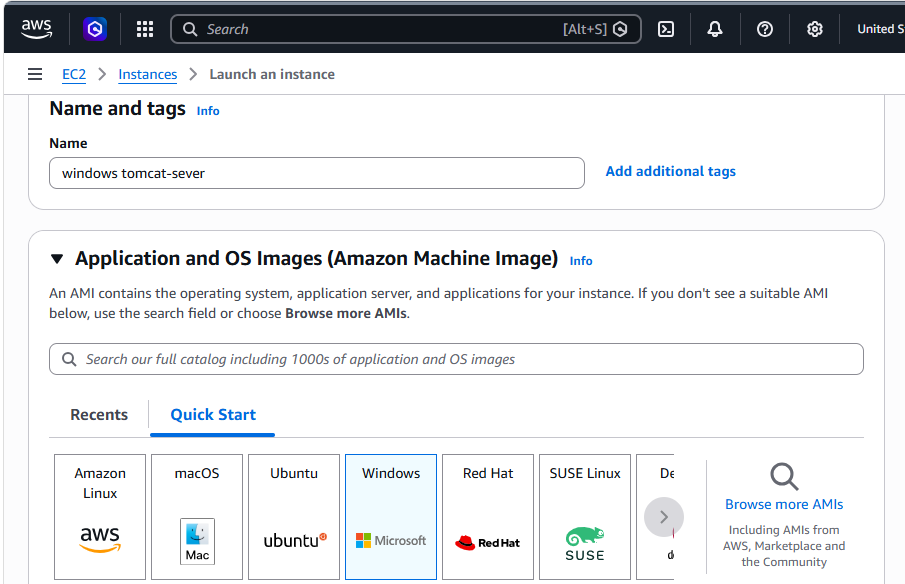 aws
Search
[Alt+S]
United S
EC2 > Instances > Launch an instance
Name and tags Info
Name
windows tomcat-sever
Add additional tags
Application and OS Images (Amazon Machine Image) Info
An AMI contains the operating system, application server, and applications for your instance. If you don't see a suitable AMI
below, use the search field or choose Browse more AMIs.
Search our full catalog including 1000s of application and OS images
Recents
Quick Start
Amazon
Linux
aws
macOS
Mac
Ubuntu
ubuntu
Windows
Microsoft
Red Hat
Red Hat
SUSE Linux
SUSE
De
d
Browse more AMIs
Including AMIs from
AWS, Marketplace and
the Community